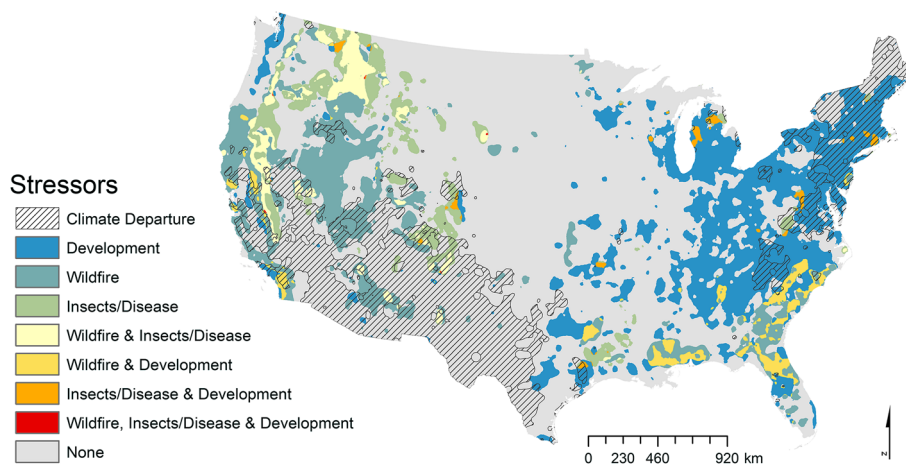 Stressors
Climate Departure
Development
Wildfire
Insects/Disease
Wildfire & Insects/Disease
Wildfire & Development
Insects/Disease & Development
Wildfire, Insects/Disease & Development
None
0 230 460 920 km
N